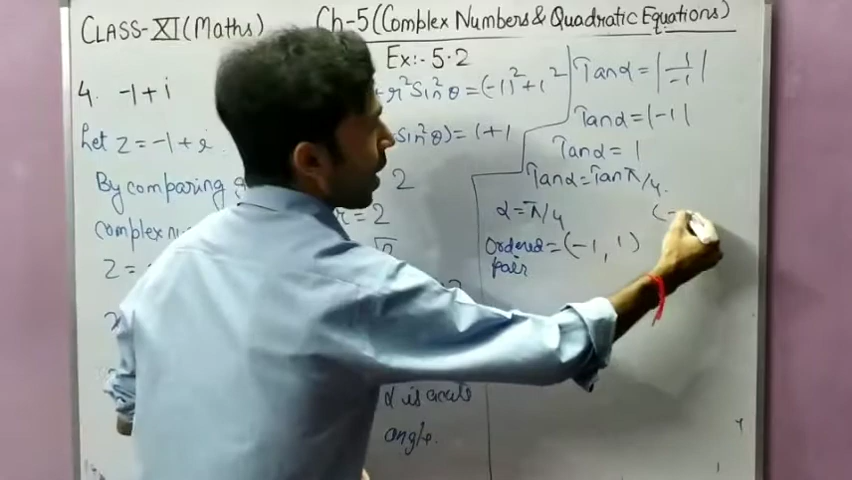 CLASS-XI(Maths) Ch-5(Complex Numbers & Quadratic Equations)
Ex:- 5.2
4. -1+i
Let z=-1+i
By comparing
complex
z=
r²sin²θ=(-1)²+1²
sin²θ)= 1+1
2
r=2
α is acute
angle.
Tanα=|1/-1|
Tanα=|-1|
Tanα=1
Tanα=Tanπ/4.
α=π/4
Ordered=(-1,1)
pair
(-